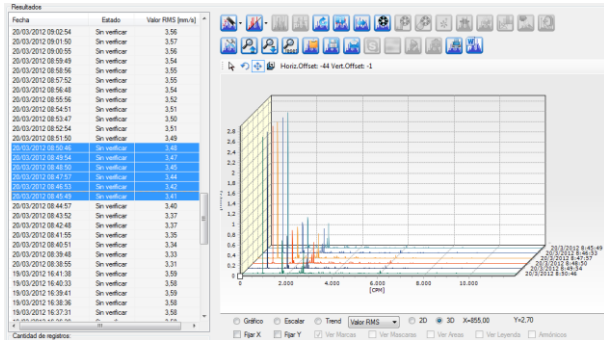 Resultados
Fecha Estado Valor RMS [mm/s]
20/03/2012 09:02:54 Sin verificar 3,56
20/03/2012 09:01:55 Sin verificar 3,57
20/03/2012 09:00:55 Sin verificar 3,56
20/03/2012 08:59:49 Sin verificar 3,54
20/03/2012 08:58:56 Sin verificar 3,55
20/03/2012 08:57:52 Sin verificar 3,55
20/03/2012 08:56:48 Sin verificar 3,54
20/03/2012 08:55:56 Sin verificar 3,52
20/03/2012 08:54:51 Sin verificar 3,51
20/03/2012 08:53:47 Sin verificar 3,50
20/03/2012 08:52:54 Sin verificar 3,51
20/03/2012 08:51:50 Sin verificar 3,49
20/03/2012 08:50:46 Sin verificar 3,48
20/03/2012 08:49:54 Sin verificar 3,47
20/03/2012 08:48:50 Sin verificar 3,45
20/03/2012 08:47:57 Sin verificar 3,44
20/03/2012 08:46:53 Sin verificar 3,42
20/03/2012 08:45:49 Sin verificar 3,41
20/03/2012 08:44:57 Sin verificar 3,40
20/03/2012 08:43:52 Sin verificar 3,37
20/03/2012 08:42:48 Sin verificar 3,37
20/03/2012 08:41:55 Sin verificar 3,35
20/03/2012 08:40:51 Sin verificar 3,34
20/03/2012 08:39:48 Sin verificar 3,33
20/03/2012 08:38:55 Sin verificar 3,31
19/03/2012 16:41:38 Sin verificar 3,59
19/03/2012 16:40:33 Sin verificar 3,58
19/03/2012 16:39:41 Sin verificar 3,59
19/03/2012 16:38:36 Sin verificar 3,58
19/03/2012 16:37:31 Sin verificar 3,58
Cantidad de registros:
Horiz.Offset: -44 Vert.Offset: -1
2,8
2,6
2,4
2,2
2
1,8
1,6
1,4
1,2
1
0,8
0,6
0,4
0,2
0
0 2.000 4.000 6.000 8.000 10.000
[CPM]
20/3/2012 8:45:49
20/3/2012 8:46:53
20/3/2012 8:47:57
20/3/2012 8:48:50
20/3/2012 8:49:54
20/3/2012 8:50:46
Gráfico Escalar Trend Valor RMS 2D 3D X=855,00 Y=2,70
Fijar X Fijar Y Ver Marcas Ver Mascaras Ver Areas Ver Leyenda Armónicos